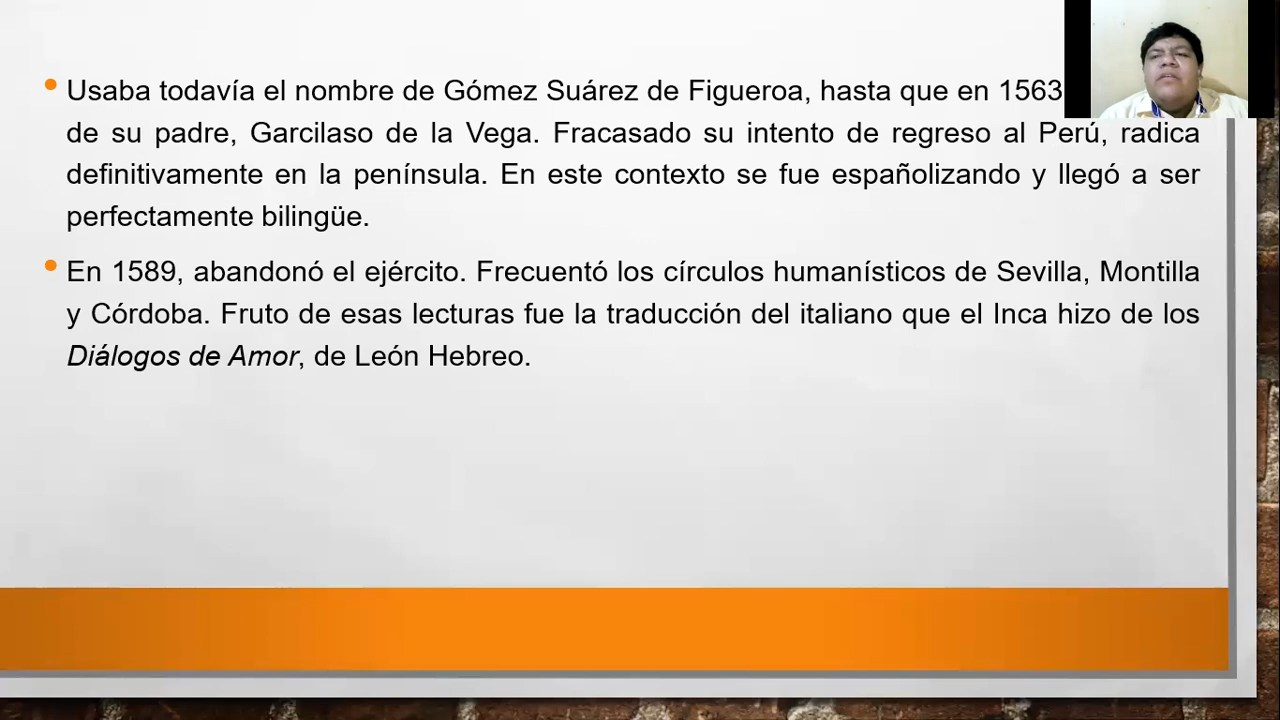 Usaba todavía el nombre de Gómez Suárez de Figueroa, hasta que en 1563
de su padre, Garcilaso de la Vega. Fracasado su intento de regreso al Perú, radica
definitivamente en la península. En este contexto se fue españolizando y llegó a ser
perfectamente bilingüe.
En 1589, abandonó el ejército. Frecuentó los círculos humanísticos de Sevilla, Montilla
y Córdoba. Fruto de esas lecturas fue la traducción del italiano que el Inca hizo de los
Diálogos de Amor, de León Hebreo.